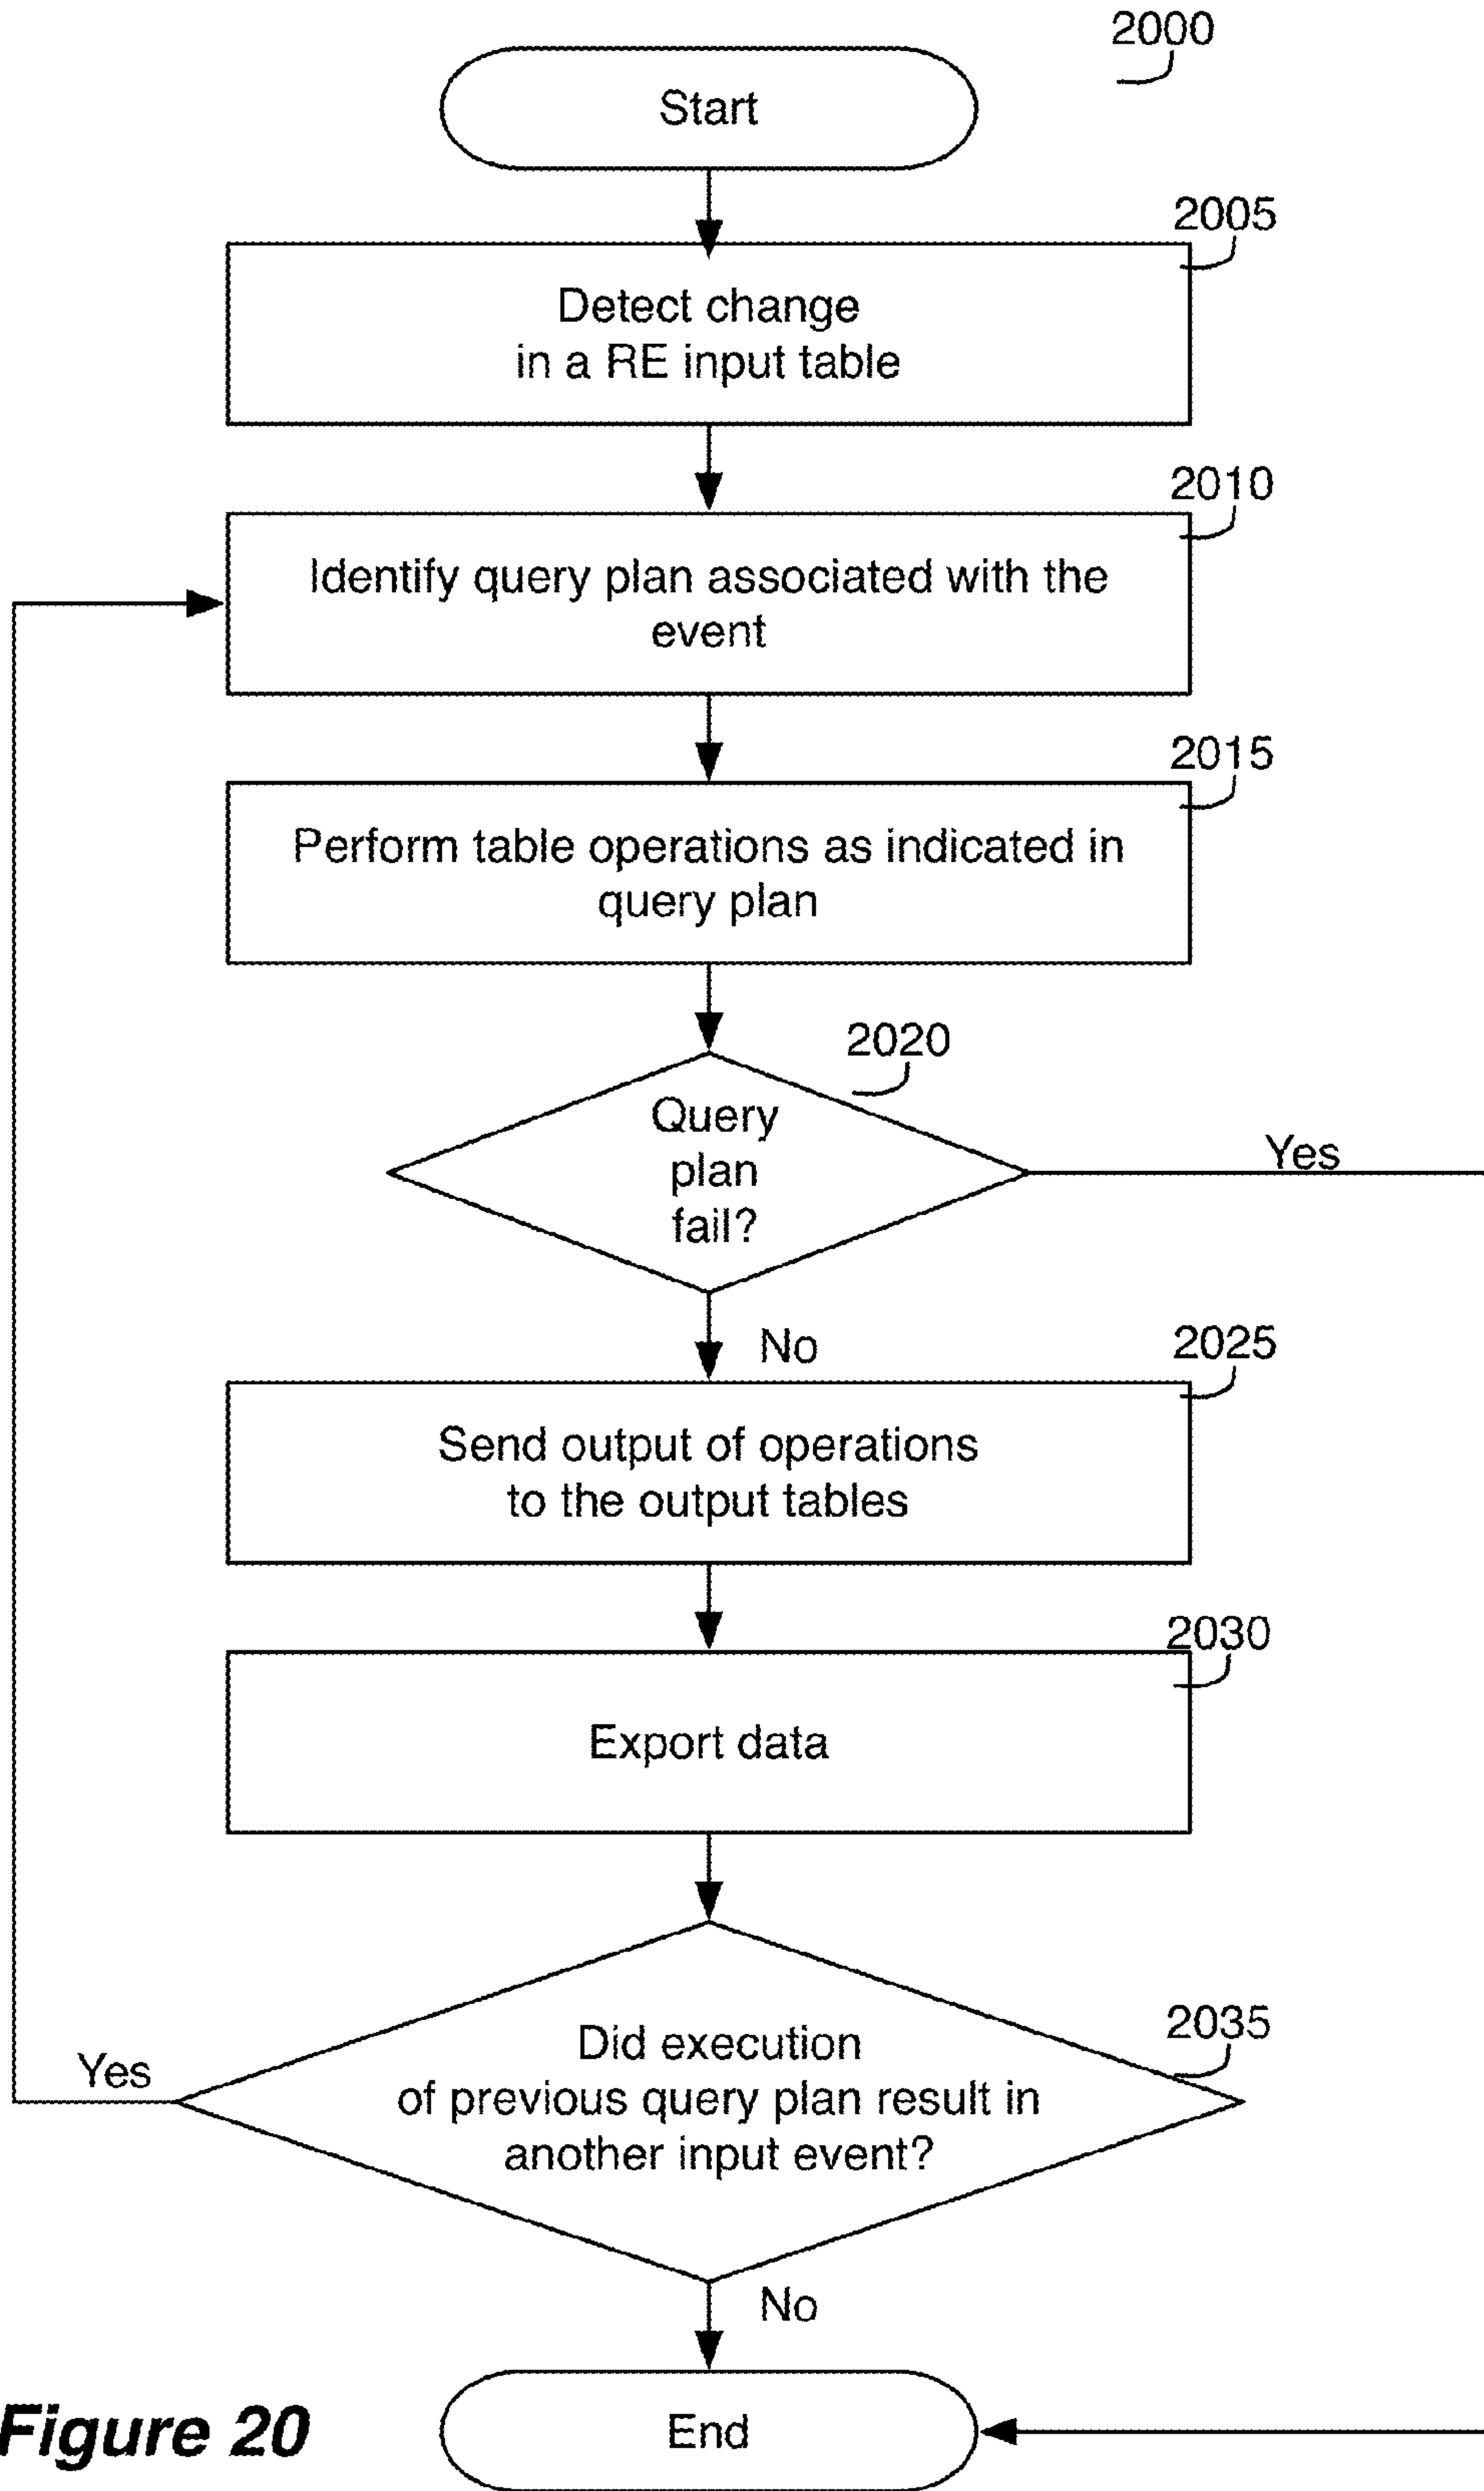 2000
Start
2005
Detect change
in a RE input table
2010
Identify query plan associated with the
event
2015
Perform table operations as indicated in
query plan
2020
Query
plan
fail?
Yes
No
2025
Send output of operations
to the output tables
2030
Export data
2035
Did execution
of previous query plan result in
another input event?
Yes
No
End
Figure 20